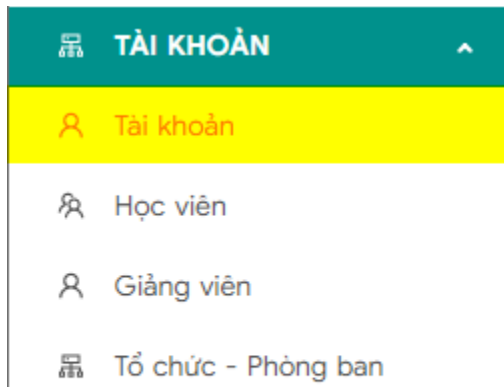 TÀI KHOẢN
Tài khoản
Học viên
Giảng viên
Tổ chức - Phòng ban